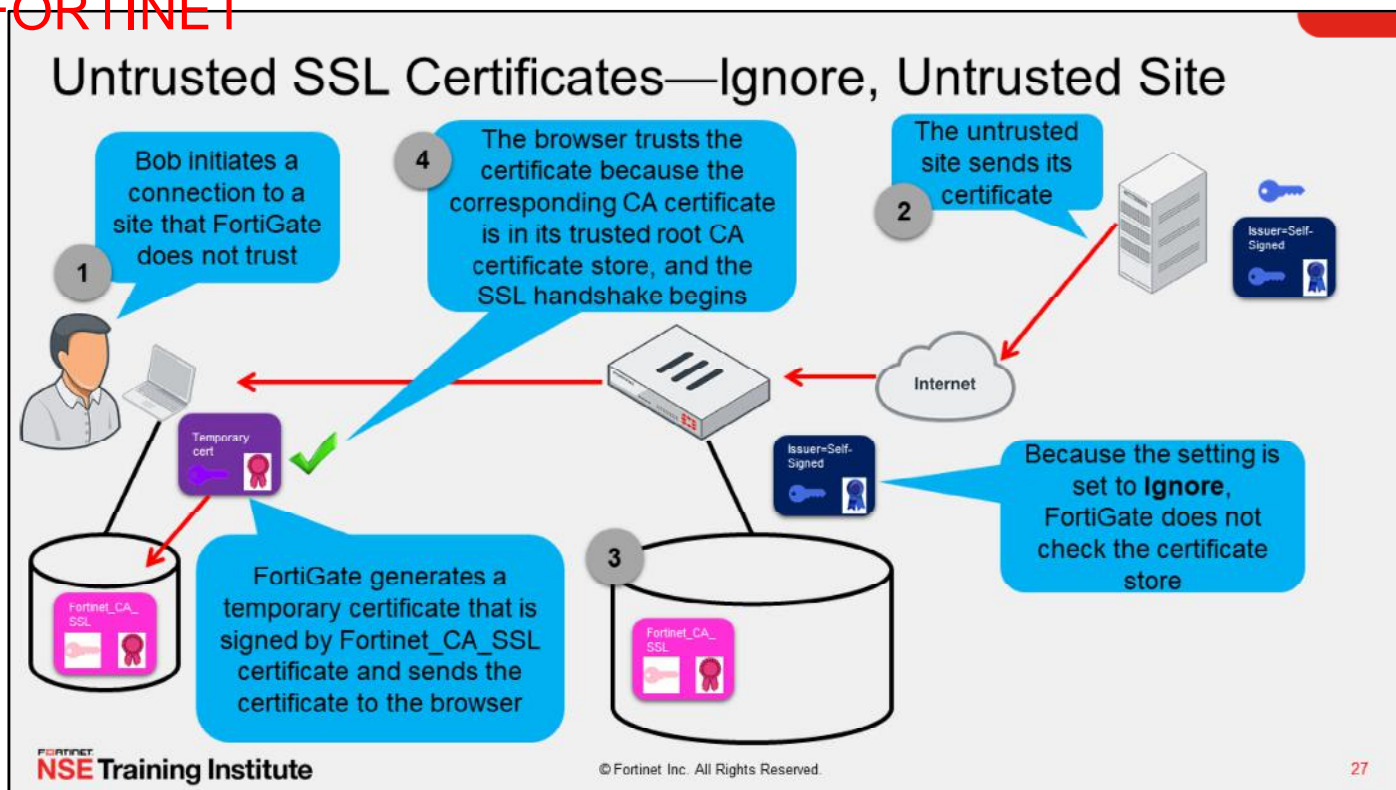 FORTINET
Untrusted SSL Certificates—Ignore, Untrusted Site
1
Bob initiates a
connection to a
site that FortiGate
does not trust
4
The browser trusts the
certificate because the
corresponding CA certificate
is in its trusted root CA
certificate store, and the
SSL handshake begins
2
The untrusted
site sends its
certificate
Issuer=Self-
Signed
Internet
Temporary
cert
Issuer=Self-
Signed
Because the setting is
set to Ignore,
FortiGate does not
check the certificate
store
3
Fortinet_CA_
SSL
FortiGate generates a
temporary certificate that is
signed by Fortinet_CA_SSL
certificate and sends the
certificate to the browser
Fortinet_CA_
SSL
FORTINET
NSE Training Institute
© Fortinet Inc. All Rights Reserved.
27